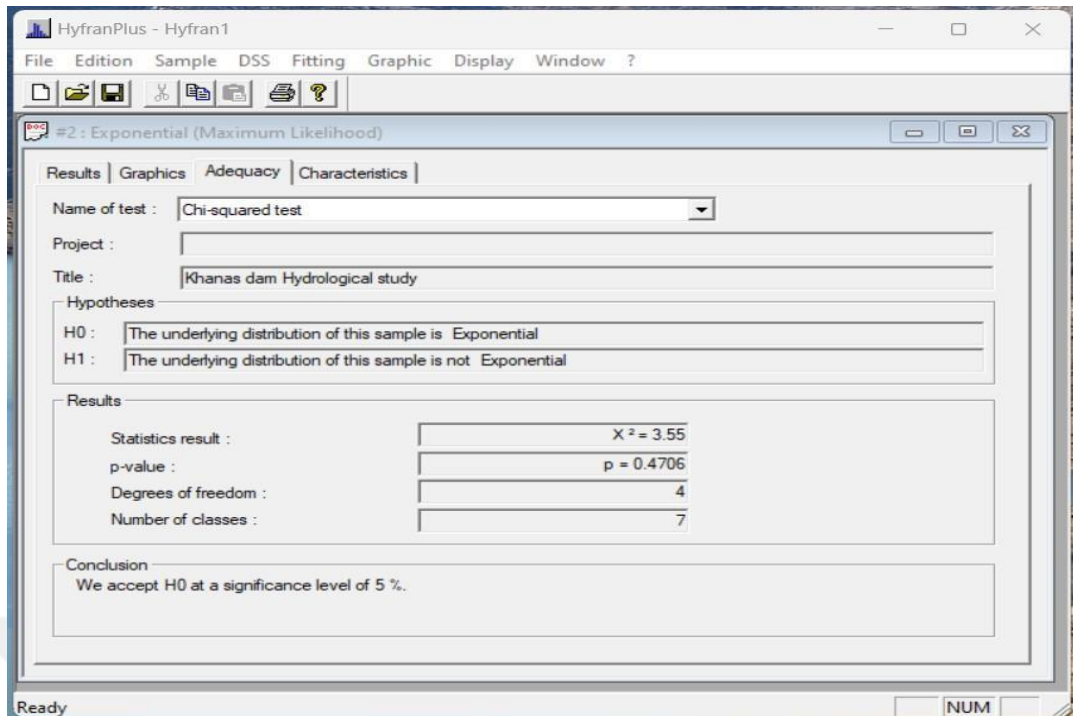 HyfranPlus - Hyfran1
File Edition Sample DSS Fitting Graphic Display Window ?
#2 : Exponential (Maximum Likelihood)
Results Graphics Adequacy Characteristics
Name of test : Chi-squared test
Project :
Title : Khanas dam Hydrological study
Hypotheses
H0 : The underlying distribution of this sample is Exponential
H1 : The underlying distribution of this sample is not Exponential
Results
Statistics result : X² = 3.55
p-value : p = 0.4706
Degrees of freedom : 4
Number of classes : 7
Conclusion
We accept H0 at a significance level of 5 %.
Ready NUM